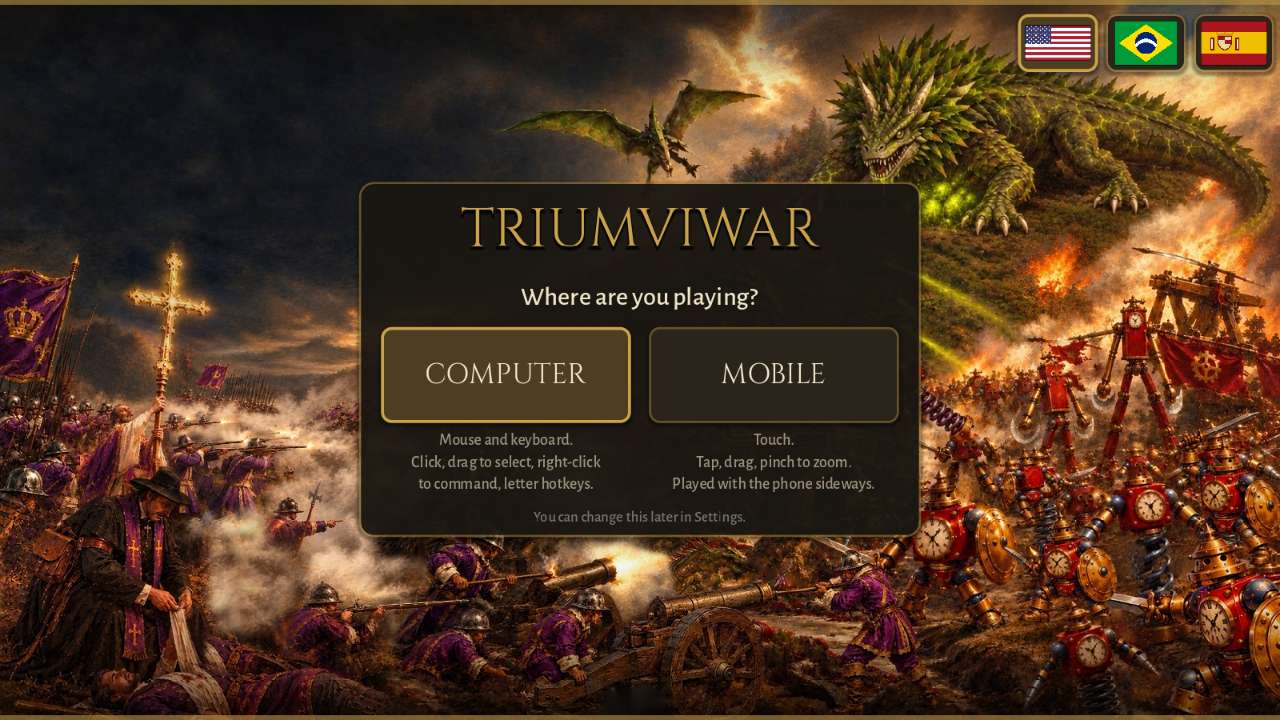 TRIUMVIWAR
Where are you playing?
COMPUTER
MOBILE
Mouse and keyboard.
Click, drag to select, right-click
to command, letter hotkeys.
Touch.
Tap, drag, pinch to zoom.
Played with the phone sideways.
You can change this later in Settings.